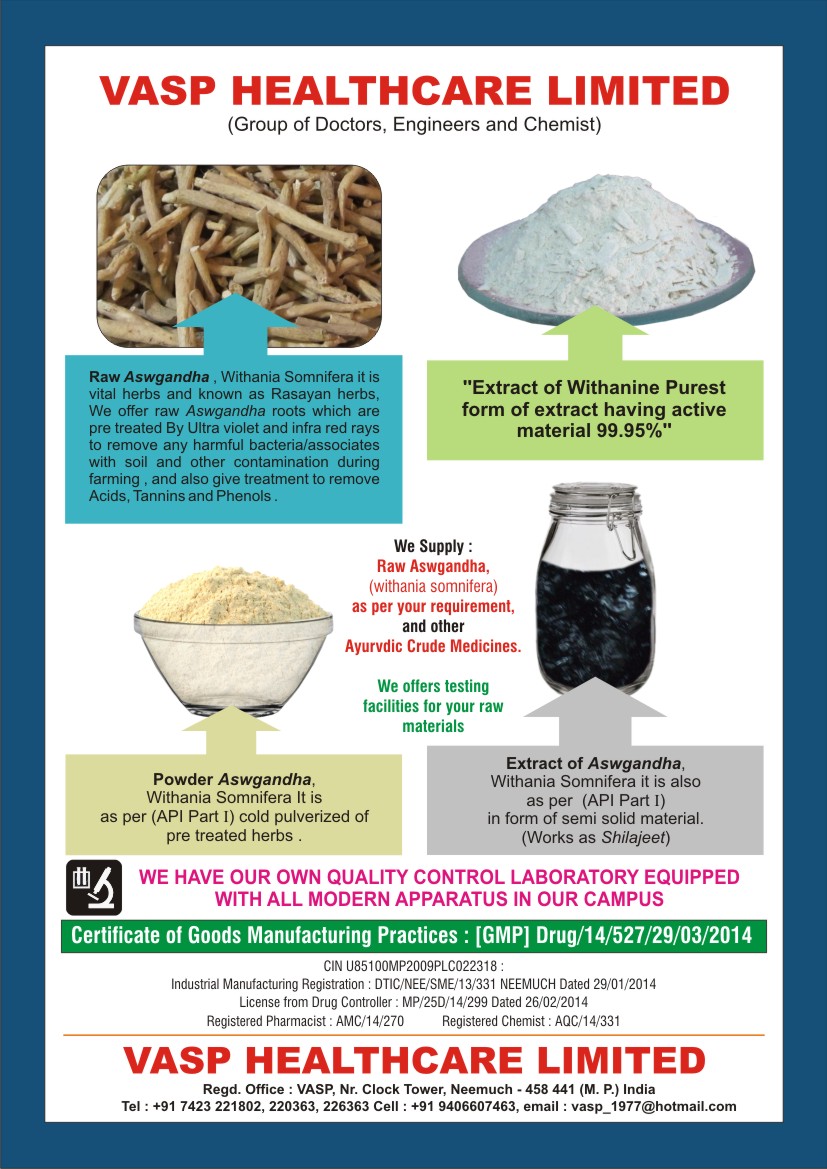 VASP HEALTHCARE LIMITED
(Group of Doctors, Engineers and Chemist)
Raw Aswgandha , Withania Somnifera it is
vital herbs and known as Rasayan herbs,
We offer raw Aswgandha roots which are
pre treated By Ultra violet and infra red rays
to remove any harmful bacteria/associates
with soil and other contamination during
farming , and also give treatment to remove
Acids, Tannins and Phenols .
"Extract of Withanine Purest
form of extract having active
material 99.95%"
We Supply :
Raw Aswgandha,
(withania somnifera)
as per your requirement,
and other
Ayurvdic Crude Medicines.
We offers testing
facilities for your raw
materials
Powder Aswgandha,
Withania Somnifera It is
as per (API Part I) cold pulverized of
pre treated herbs .
Extract of Aswgandha,
Withania Somnifera it is also
as per (API Part I)
in form of semi solid material.
(Works as Shilajeet)
WE HAVE OUR OWN QUALITY CONTROL LABORATORY EQUIPPED
WITH ALL MODERN APPARATUS IN OUR CAMPUS
Certificate of Goods Manufacturing Practices : [GMP] Drug/14/527/29/03/2014
CIN U85100MP2009PLC022318 :
Industrial Manufacturing Registration : DTIC/NEE/SME/13/331 NEEMUCH Dated 29/01/2014
License from Drug Controller : MP/25D/14/299 Dated 26/02/2014
Registered Pharmacist : AMC/14/270 Registered Chemist : AQC/14/331
VASP HEALTHCARE LIMITED
Regd. Office : VASP, Nr. Clock Tower, Neemuch - 458 441 (M. P.) India
Tel : +91 7423 221802, 220363, 226363 Cell : +91 9406607463, email : vasp_1977@hotmail.com